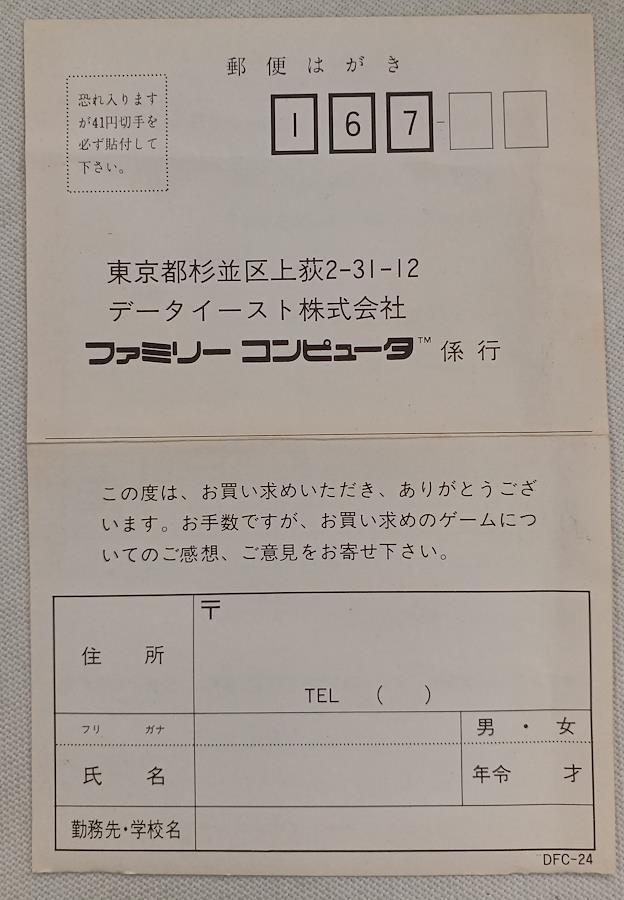 郵便はがき
恐れ入ります
が41円切手を
必ず貼付して
下さい。
167-
東京都杉並区上荻2-31-12
データイースト株式会社
ファミリー コンピュータ™ 係行
この度は、お買い求めいただき、ありがとうござ
います。お手数ですが、お買い求めのゲームにつ
いてのご感想、ご意見をお寄せ下さい。
〒
住所
TEL ( )
フリ ガナ
男・女
氏名
年令 才
勤務先・学校名
DFC-24